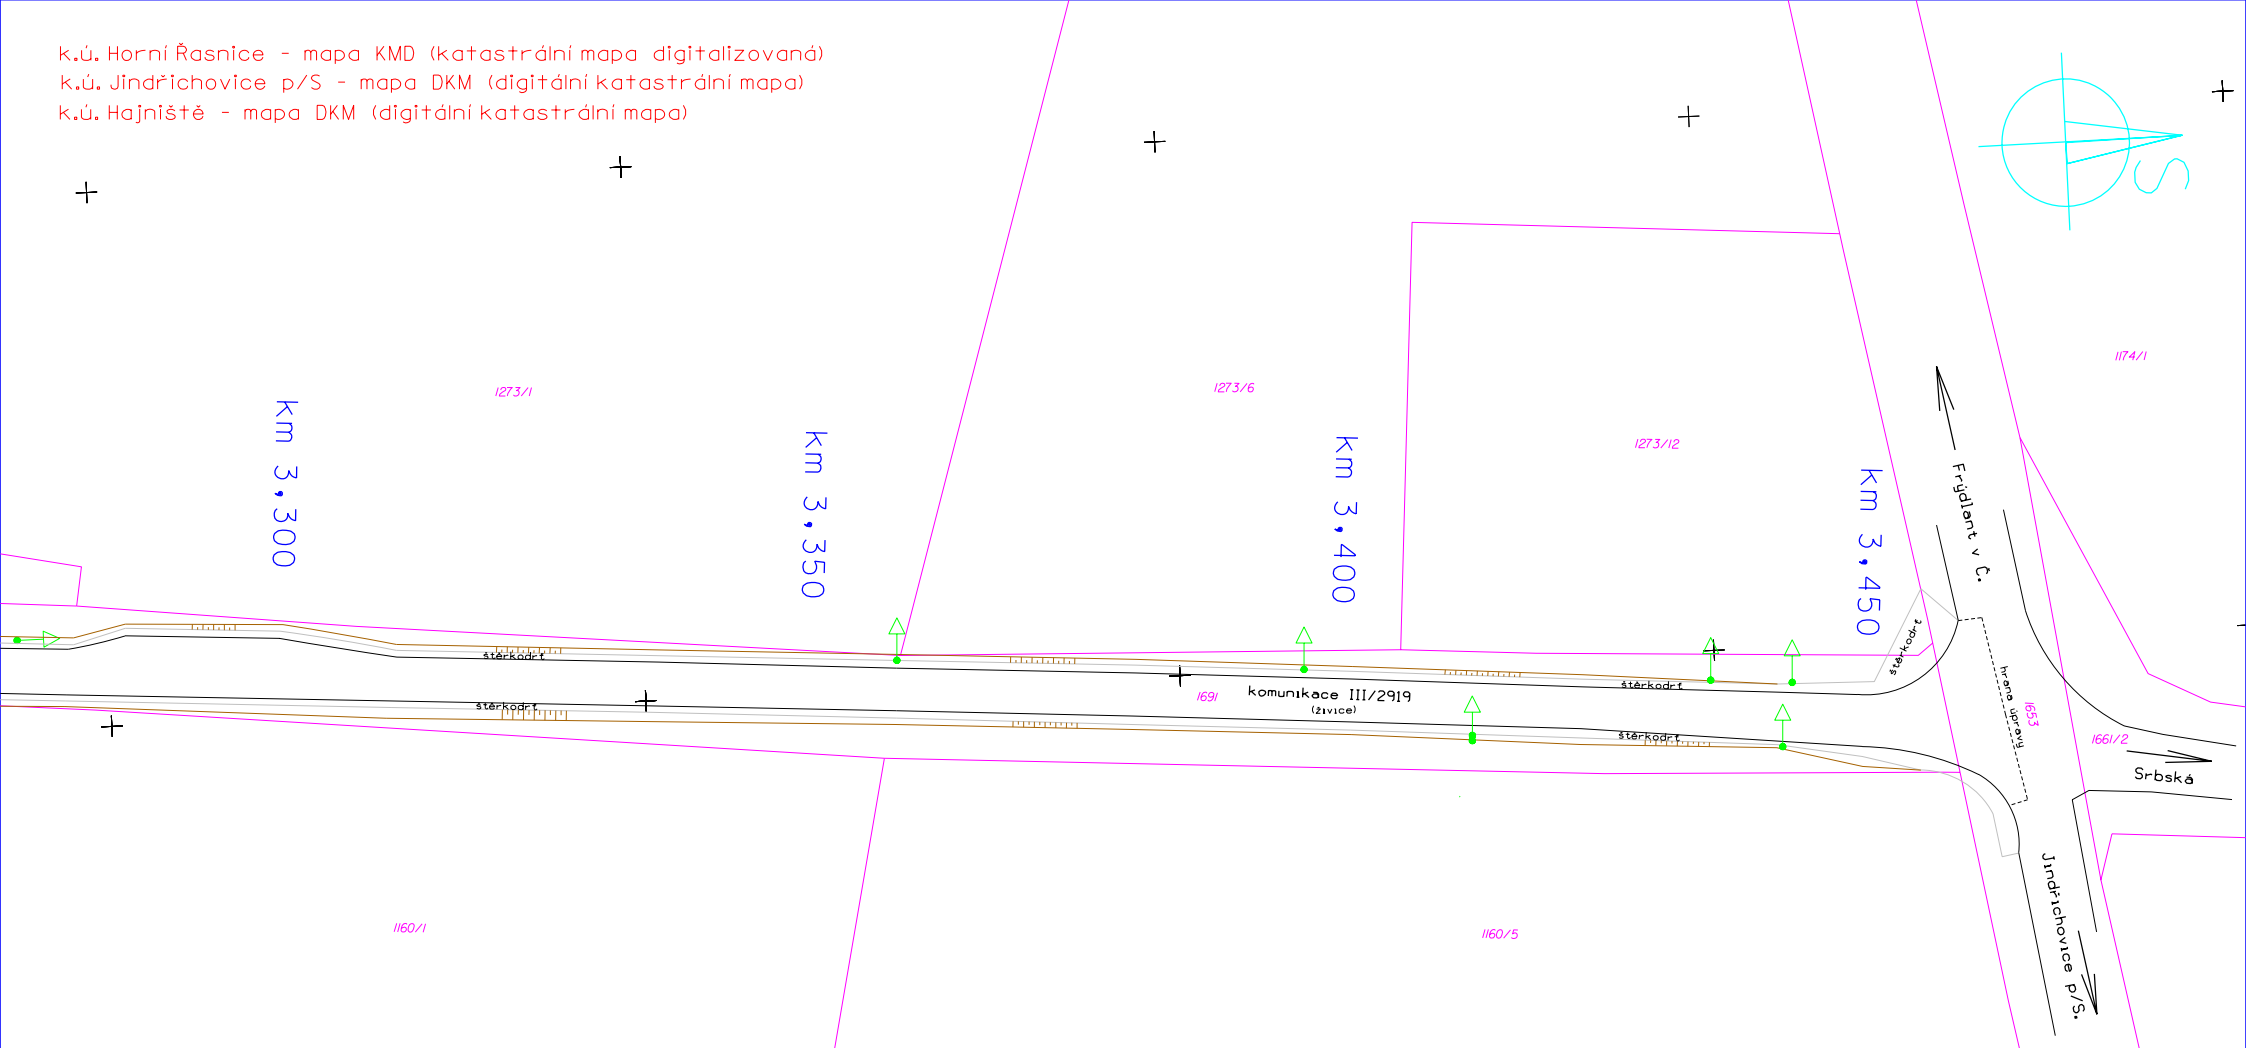 k.ú. Horní Řasnice - mapa KMD (katastrální mapa digitalizovaná)
k.ú. Jindřichovice p/S - mapa DKM (digitální katastrální mapa)
k.ú. Hajniště - mapa DKM (digitální katastrální mapa)
S
1174/1
1273/1
1273/6
1273/12
km 3,300
km 3,350
km 3,400
km 3,450
Frýdlant v Č.
štěrkodrť
štěrkodrť
štěrkodrť
štěrkodrť
štěrkodrť
1691
komunikace III/2919
(živice)
hrana úpravy
1653
1661/2
Srbská
Jindřichovice p/S.
1160/1
1160/5